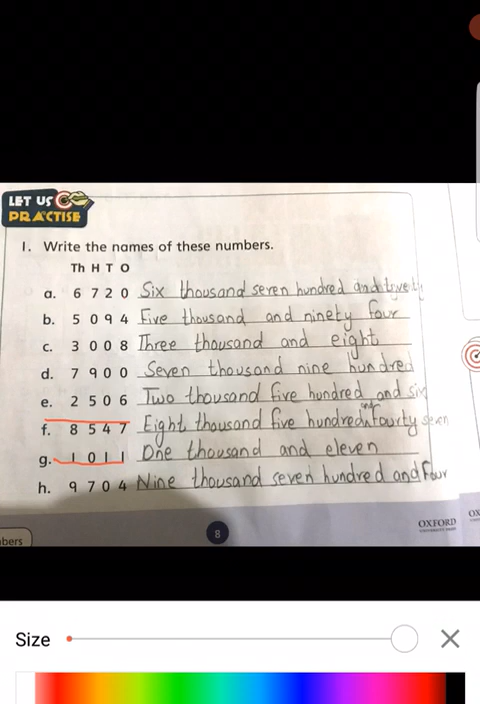 LET US
PRACTISE
1. Write the names of these numbers.
Th H T O
a. 6 7 2 0 Six thousand seven hundred and twenty
b. 5 0 9 4 Five thousand and ninety four
c. 3 0 0 8 Three thousand and eight
d. 7 9 0 0 Seven thousand nine hundred
e. 2 5 0 6 Two thousand five hundred and six
f. 8 5 4 7 Eight thousand five hundred and fourty seven
g. 1 0 1 1 One thousand and eleven
h. 9 7 0 4 Nine thousand seven hundred and four
OXFORD
OX
bers
8
Size